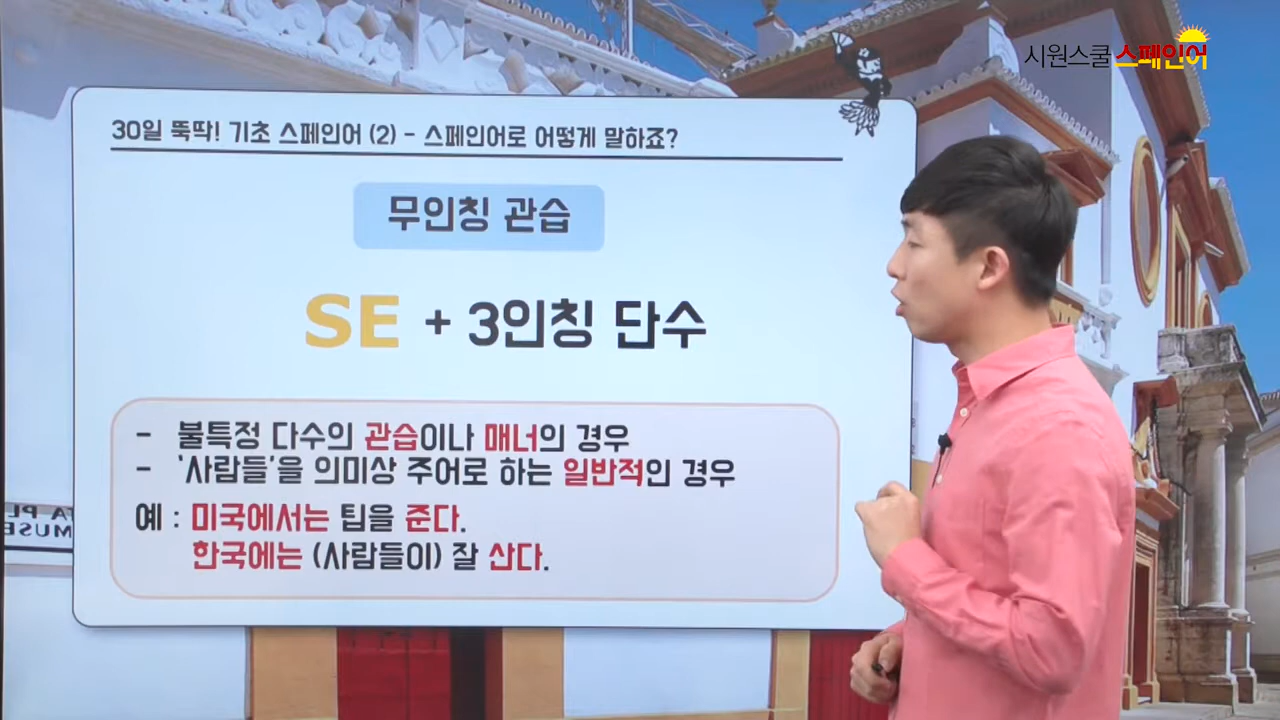 시원스쿨 스페인어
30일 뚝딱! 기초 스페인어 (2) - 스페인어로 어떻게 말하죠?
무인칭 관습
SE + 3인칭 단수
- 불특정 다수의 관습이나 매너의 경우
- '사람들'을 의미상 주어로 하는 일반적인 경우
예 : 미국에서는 팁을 준다.
한국에는 (사람들이) 잘 산다.